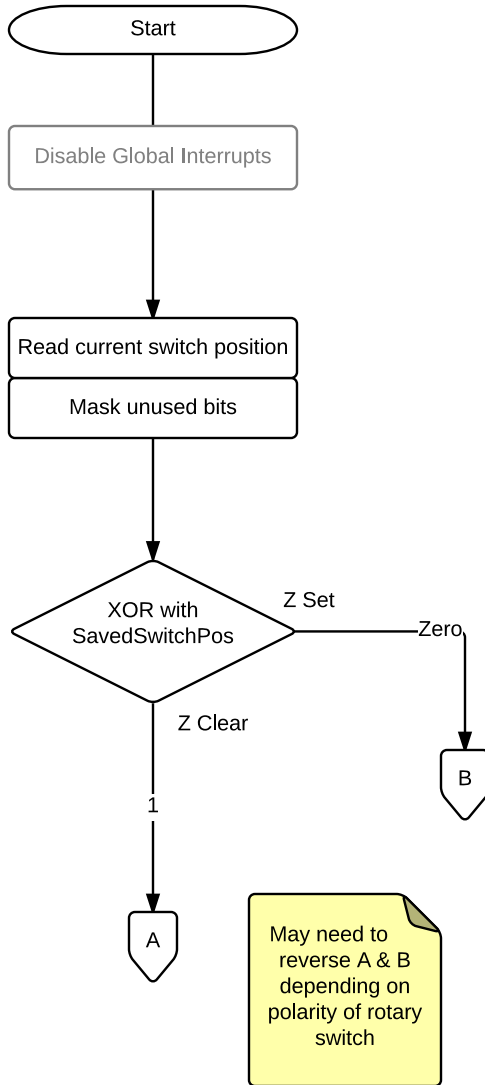 Start
Disable Global Interrupts
Read current switch position
Mask unused bits
XOR with
SavedSwitchPos
Z Set
Zero
Z Clear
B
1
A
May need to
reverse A & B
depending on
polarity of rotary
switch